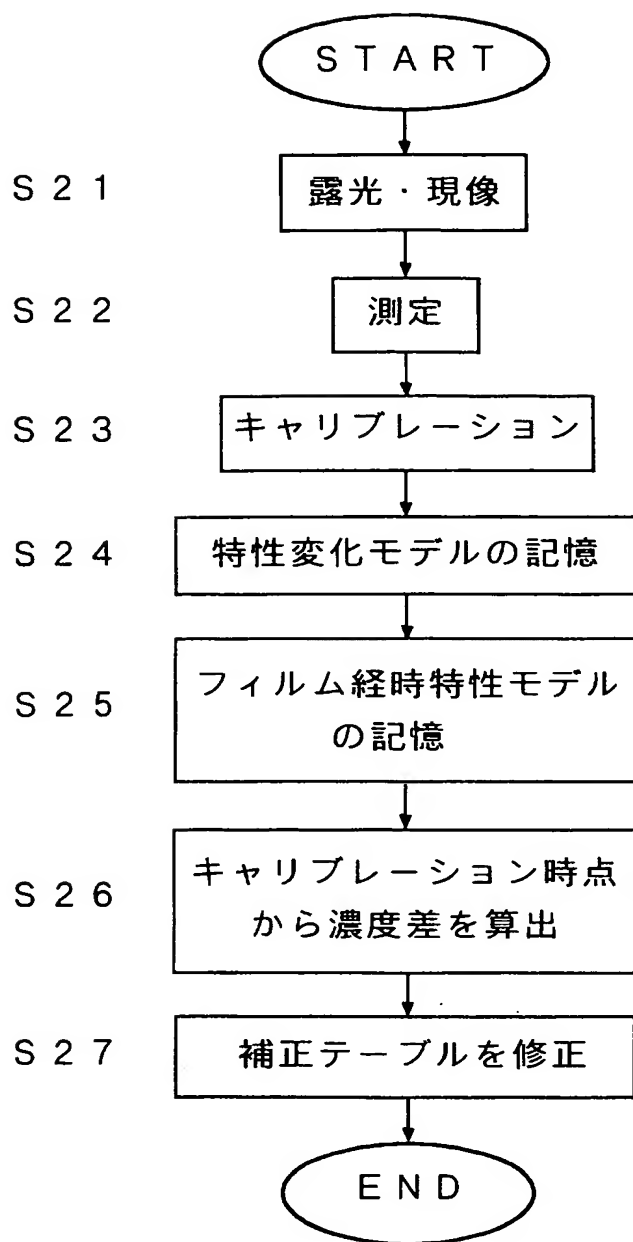 START
S21
露光・現像
S22
測定
S23
キャリブレーション
S24
特性変化モデルの記憶
S25
フィルム経時特性モデル
の記憶
S26
キャリブレーション時点
から濃度差を算出
S27
補正テーブルを修正
END